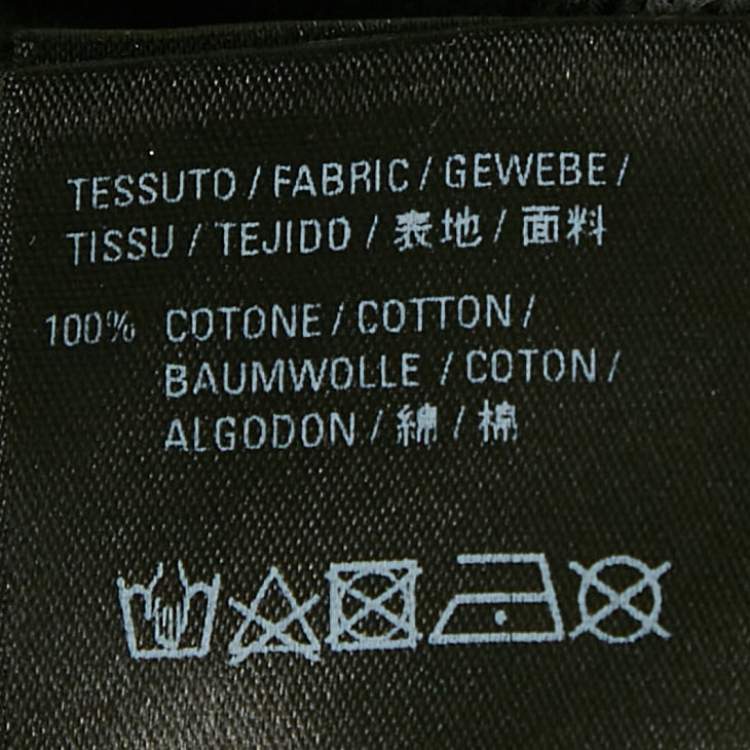 TESSUTO / FABRIC / GEWEBE /
TISSU / TEJIDO / 表地 / 面料
100% COTONE / COTTON /
BAUMWOLLE / COTON /
ALGODON / 綿 / 棉